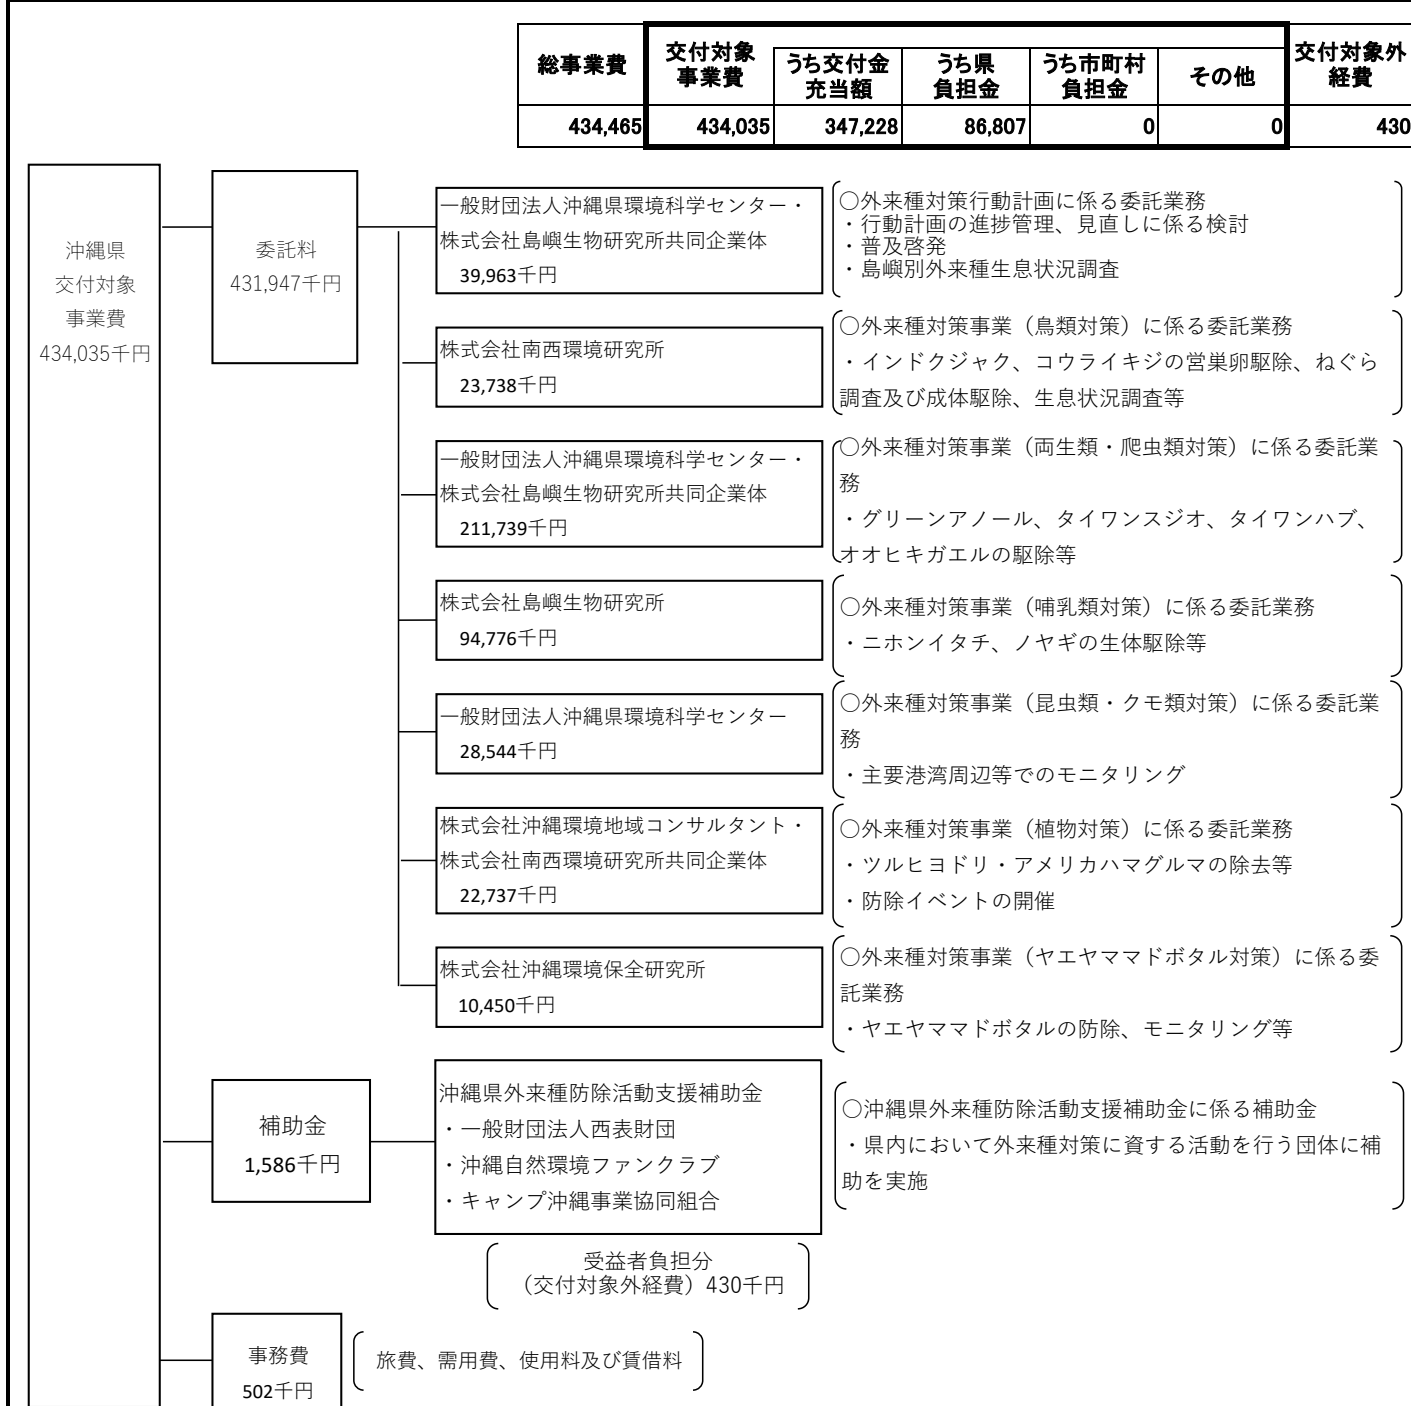 総事業費
交付対象
事業費
うち交付金
充当額
うち県
負担金
うち市町村
負担金
その他
交付対象外
経費
434,465 434,035 347,228 86,807 0 0 430
沖縄県
交付対象
事業費
434,035千円
委託料
431,947千円
一般財団法人沖縄県環境科学センター・
株式会社島嶼生物研究所共同企業体
39,963千円
○外来種対策行動計画に係る委託業務
・行動計画の進捗管理、見直しに係る検討
・普及啓発
・島嶼別外来種生息状況調査
株式会社南西環境研究所
23,738千円
○外来種対策事業（鳥類対策）に係る委託業務
・インドクジャク、コウライキジの営巣卵駆除、ねぐら
調査及び成体駆除、生息状況調査等
一般財団法人沖縄県環境科学センター・
株式会社島嶼生物研究所共同企業体
211,739千円
○外来種対策事業（両生類・爬虫類対策）に係る委託業
務
・グリーンアノール、タイワンスジオ、タイワンハブ、
オオヒキガエルの駆除等
株式会社島嶼生物研究所
94,776千円
○外来種対策事業（哺乳類対策）に係る委託業務
・ニホンイタチ、ノヤギの生体駆除等
一般財団法人沖縄県環境科学センター
28,544千円
○外来種対策事業（昆虫類・クモ類対策）に係る委託業
務
・主要港湾周辺等でのモニタリング
株式会社沖縄環境地域コンサルタント・
株式会社南西環境研究所共同企業体
22,737千円
○外来種対策事業（植物対策）に係る委託業務
・ツルヒヨドリ・アメリカハマグルマの除去等
・防除イベントの開催
株式会社沖縄環境保全研究所
10,450千円
○外来種対策事業（ヤエヤママドボタル対策）に係る委
託業務
・ヤエヤママドボタルの防除、モニタリング等
補助金
1,586千円
沖縄県外来種防除活動支援補助金
・一般財団法人西表財団
・沖縄自然環境ファンクラブ
・キャンプ沖縄事業協同組合
○沖縄県外来種防除活動支援補助金に係る補助金
・県内において外来種対策に資する活動を行う団体に補
助を実施
受益者負担分
（交付対象外経費）430千円
事務費
502千円
旅費、需用費、使用料及び賃借料